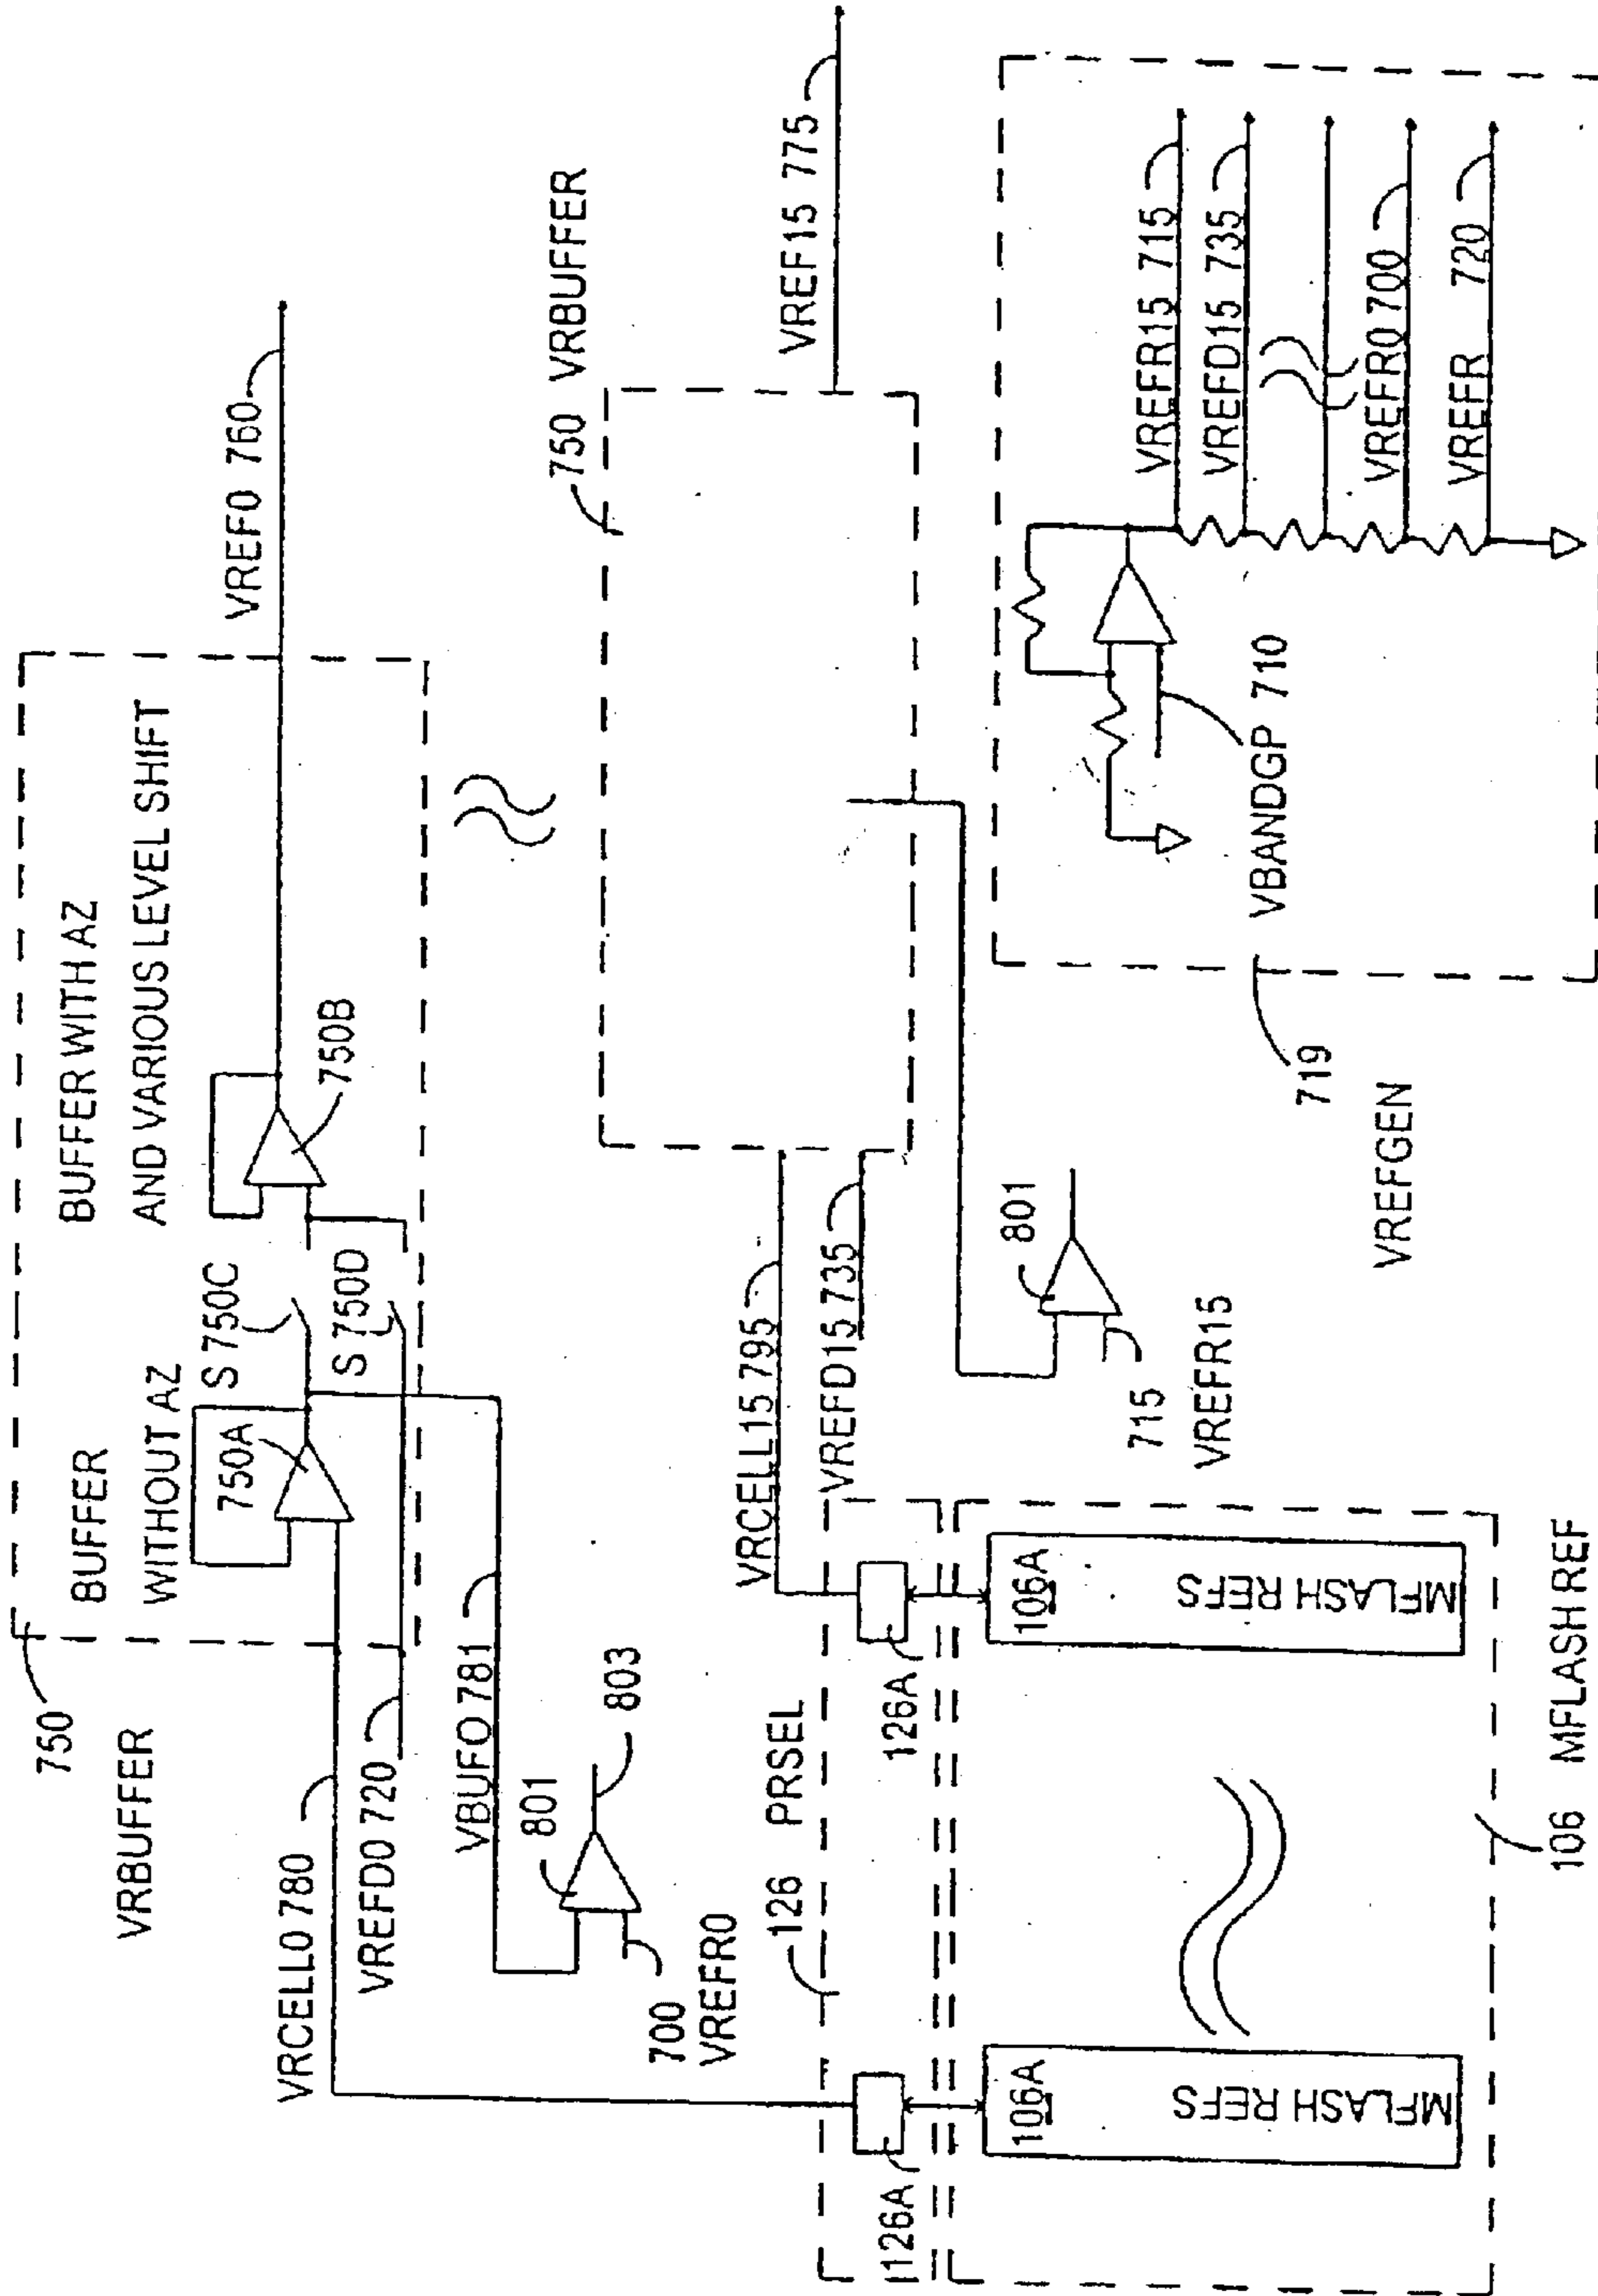 750
VRBUFFER
BUFFER
WITHOUT AZ
BUFFER WITH AZ
AND VARIOUS LEVEL SHIFT
750A
S 750C
S 750D
750B
VREF0 760
VRCELL0 780
VREFD0 720
VBUFO 781
801
803
700
VREFR0
750 VRBUFFER
VREF15 775
VRCELL15 795
VREFD15 735
801
715
VREFR15
126 PRSEL
126A
126A
106A
MFLASH REFS
106A
MFLASH REFS
106 MFLASH REF
719
VREFGEN
VBANDGP 710
VREFR15 715
VREFD15 735
VREFR0 700
VREFR 720